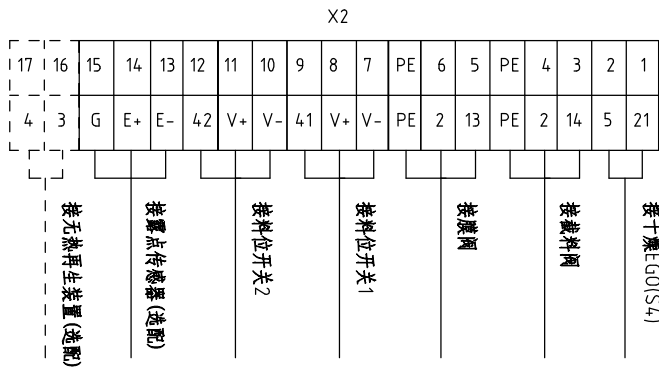 X2
17 16 15 14 13 12 11 10 9 8 7 PE 6 5 PE 4 3 2 1
4 3 G E+ E- 42 V+ V- 41 V+ V- PE 2 13 PE 2 14 5 21
接无热再生装置(选配)
接露点传感器(选配)
接料位开关2
接料位开关1
接膜阀
接截料阀
接干燥EGO(S4)